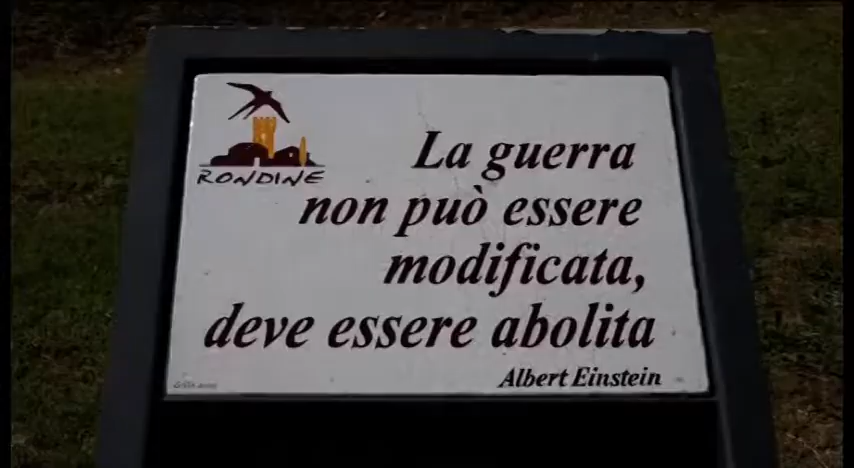 RONDINE
La guerra
non può essere
modificata,
deve essere abolita
Albert Einstein